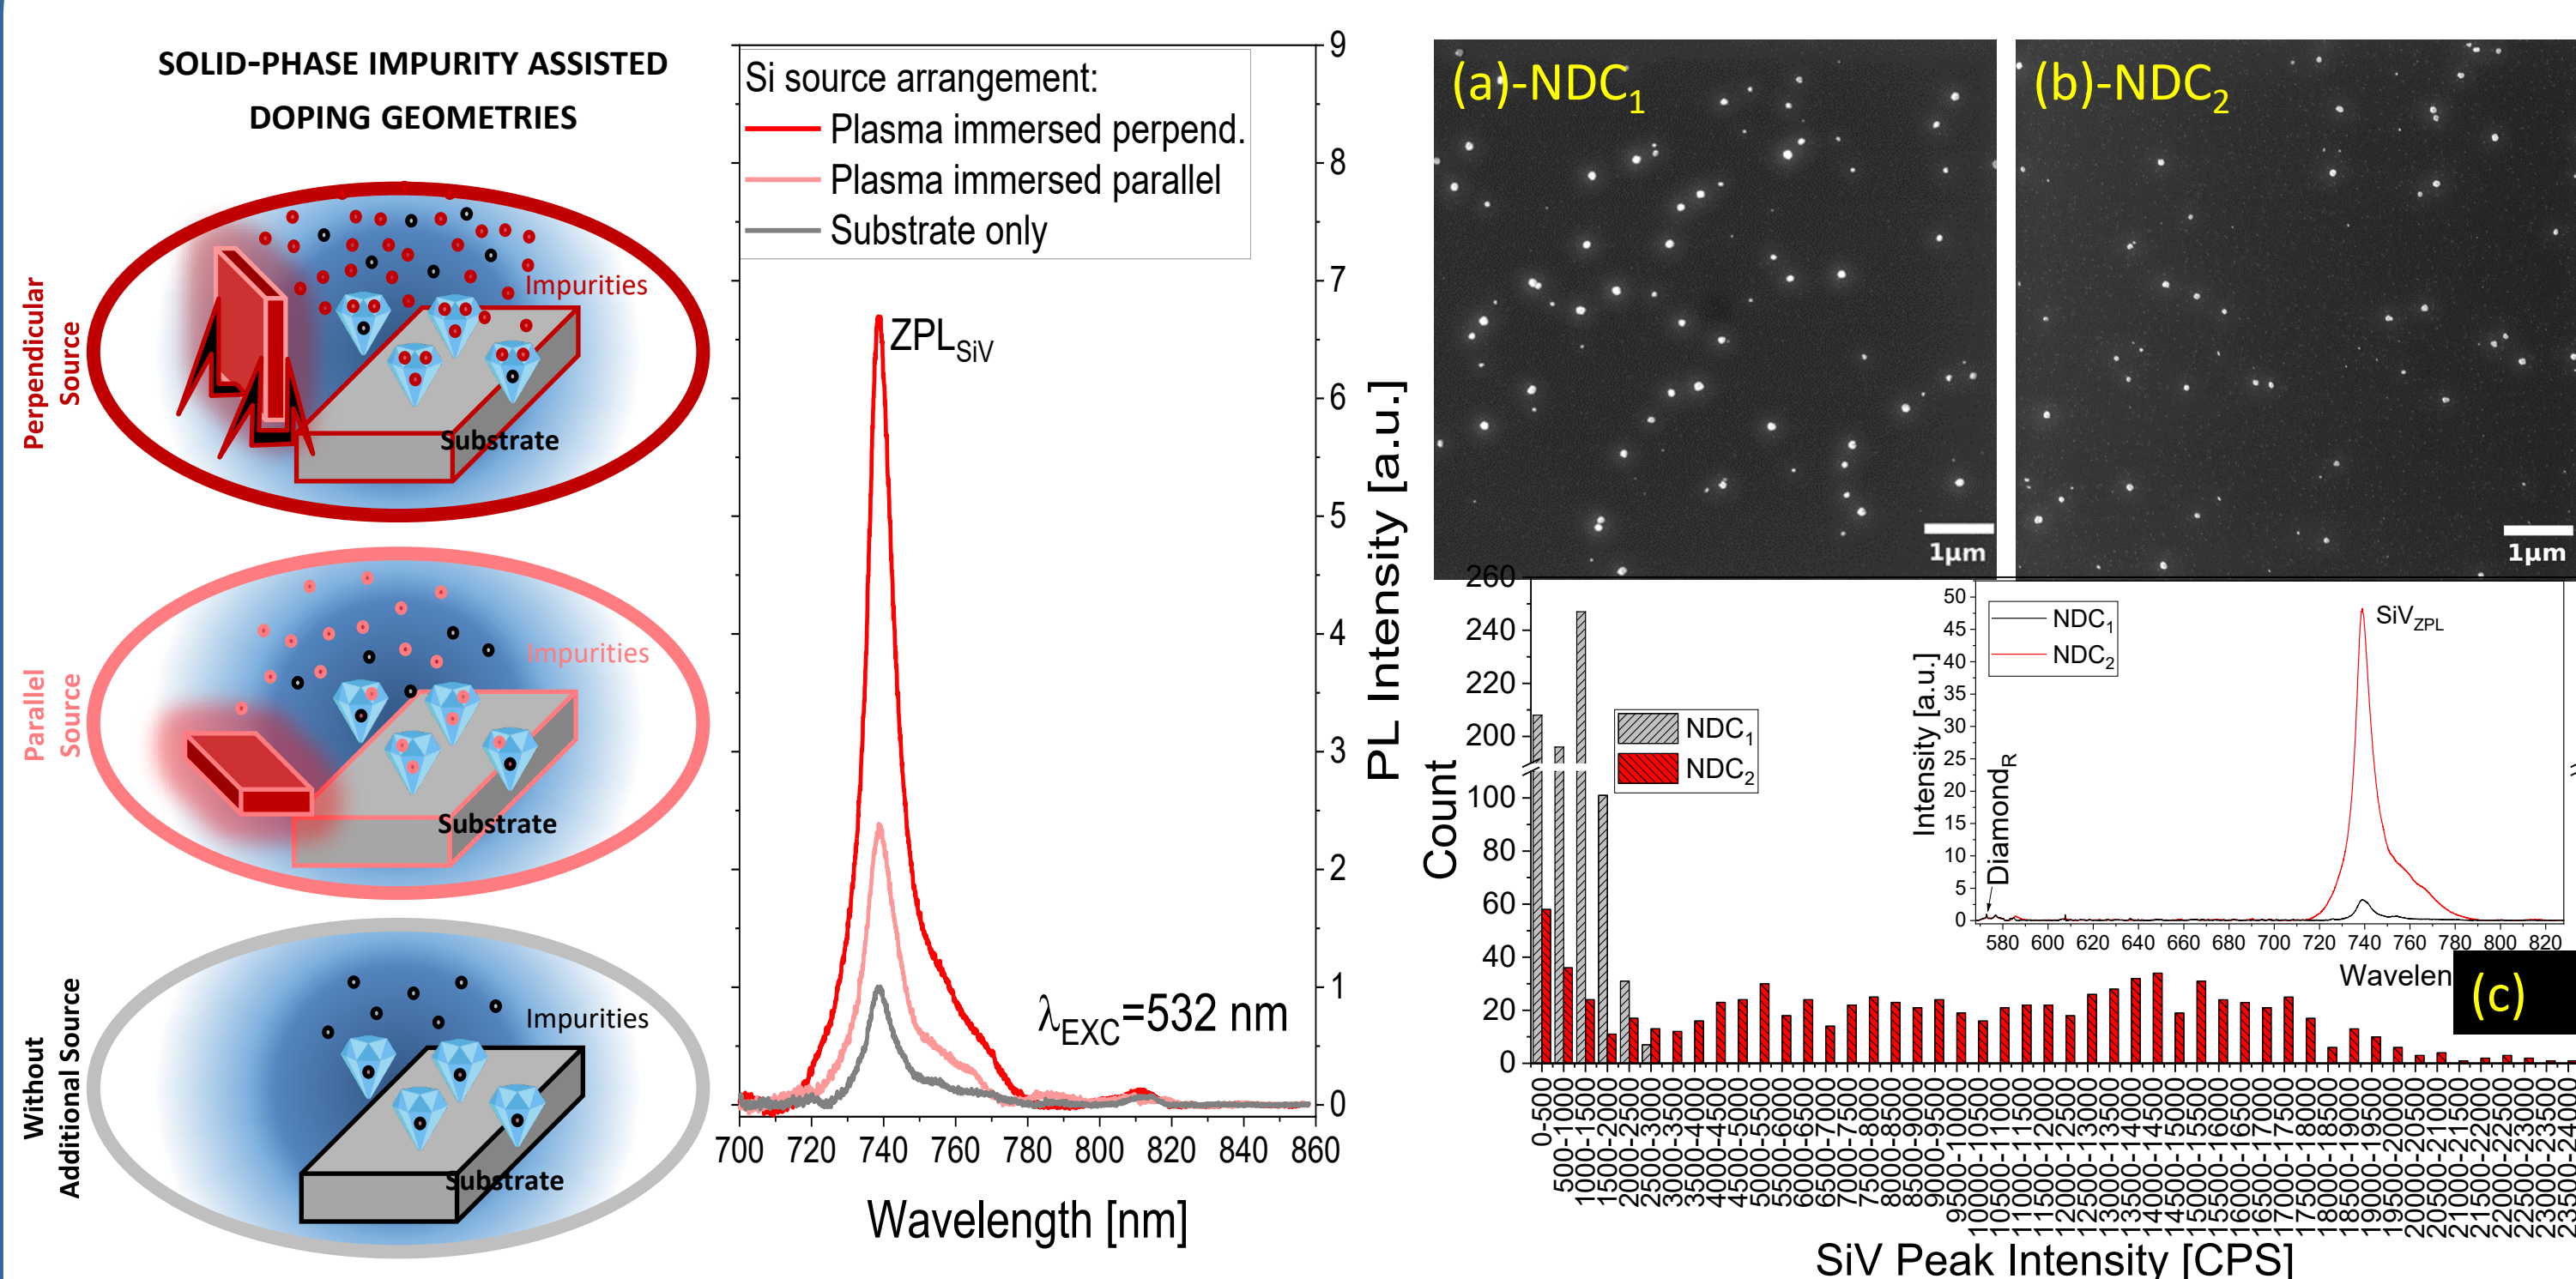 SOLID-PHASE IMPURITY ASSISTED
DOPING GEOMETRIES
Perpendicular
Source
Impurities
Substrate
Parallel
Source
Impurities
Substrate
Without
Additional Source
Impurities
Substrate
Si source arrangement:
Plasma immersed perpend.
Plasma immersed parallel
Substrate only
ZPL_SiV
λ_EXC=532 nm
9
8
7
6
5
4
3
2
1
0
PL Intensity [a.u.]
700 720 740 760 780 800 820 840 860
Wavelength [nm]
(a)-NDC₁
1µm
(b)-NDC₂
1µm
260
240
220
200
100
80
60
40
20
0
Count
NDC₁
NDC₂
50
45
40
35
30
25
20
15
10
5
0
Intensity [a.u.]
NDC₁
NDC₂
SiV_ZPL
Diamond_R
580 600 620 640 660 680 700 720 740 760 780 800 820
Wavelen
(c)
0-500
500-1000
1000-1500
1500-2000
2000-2500
2500-3000
3000-3500
3500-4000
4000-4500
4500-5000
5500-6000
6000-6500
6500-7000
7000-7500
7500-8000
8000-8500
8500-9000
9000-9500
9500-10000
10000-10500
10500-11000
11000-11500
11500-12000
12000-12500
12500-13000
13000-13500
13500-14000
14000-14500
14500-15000
15000-15500
15500-16000
16000-16500
16500-17000
17000-17500
17500-18000
18000-18500
18500-19000
19000-19500
19500-20000
20000-20500
20500-21000
21000-21500
21500-22000
22000-22500
22500-23000
23000-23500
23500-24000
SiV Peak Intensity [CPS]